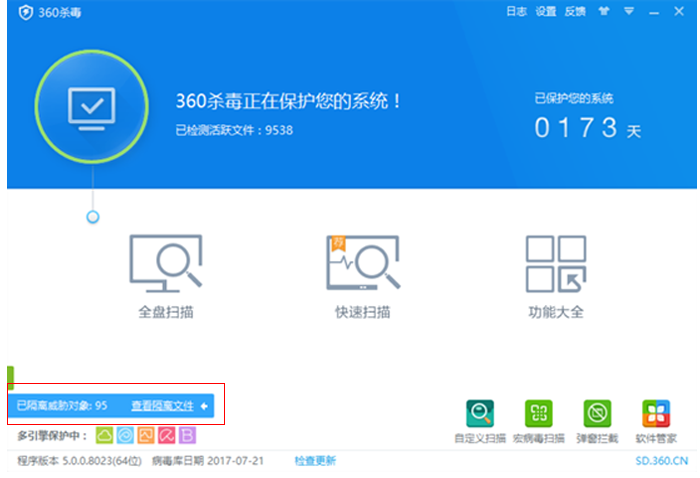 360杀毒
日志 设置 反馈
360杀毒正在保护您的系统！
已检测活跃文件：9538
已保护您的系统
0173 天
全盘扫描 快速扫描 功能大全
荐
已隔离威胁对象: 95 查看隔离文件
多引擎保护中：
B
自定义扫描 宏病毒扫描 弹窗拦截 软件管家
程序版本 5.0.0.8023(64位) 病毒库日期 2017-07-21 检查更新 SD.360.CN